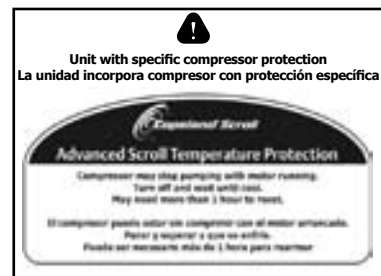 Unit with specific compressor protection
La unidad incorpora compresor con protección específica
Copeland Scroll
Advanced Scroll Temperature Protection
Compressor may stop pumping with motor running.
Turn off and wait until cool.
May need more than 1 hour to reset.
El compresor puede estar sin comprimir con el motor arrancado.
Parar y esperar a que se enfríe.
Puede ser necesario más de 1 hora para rearmar